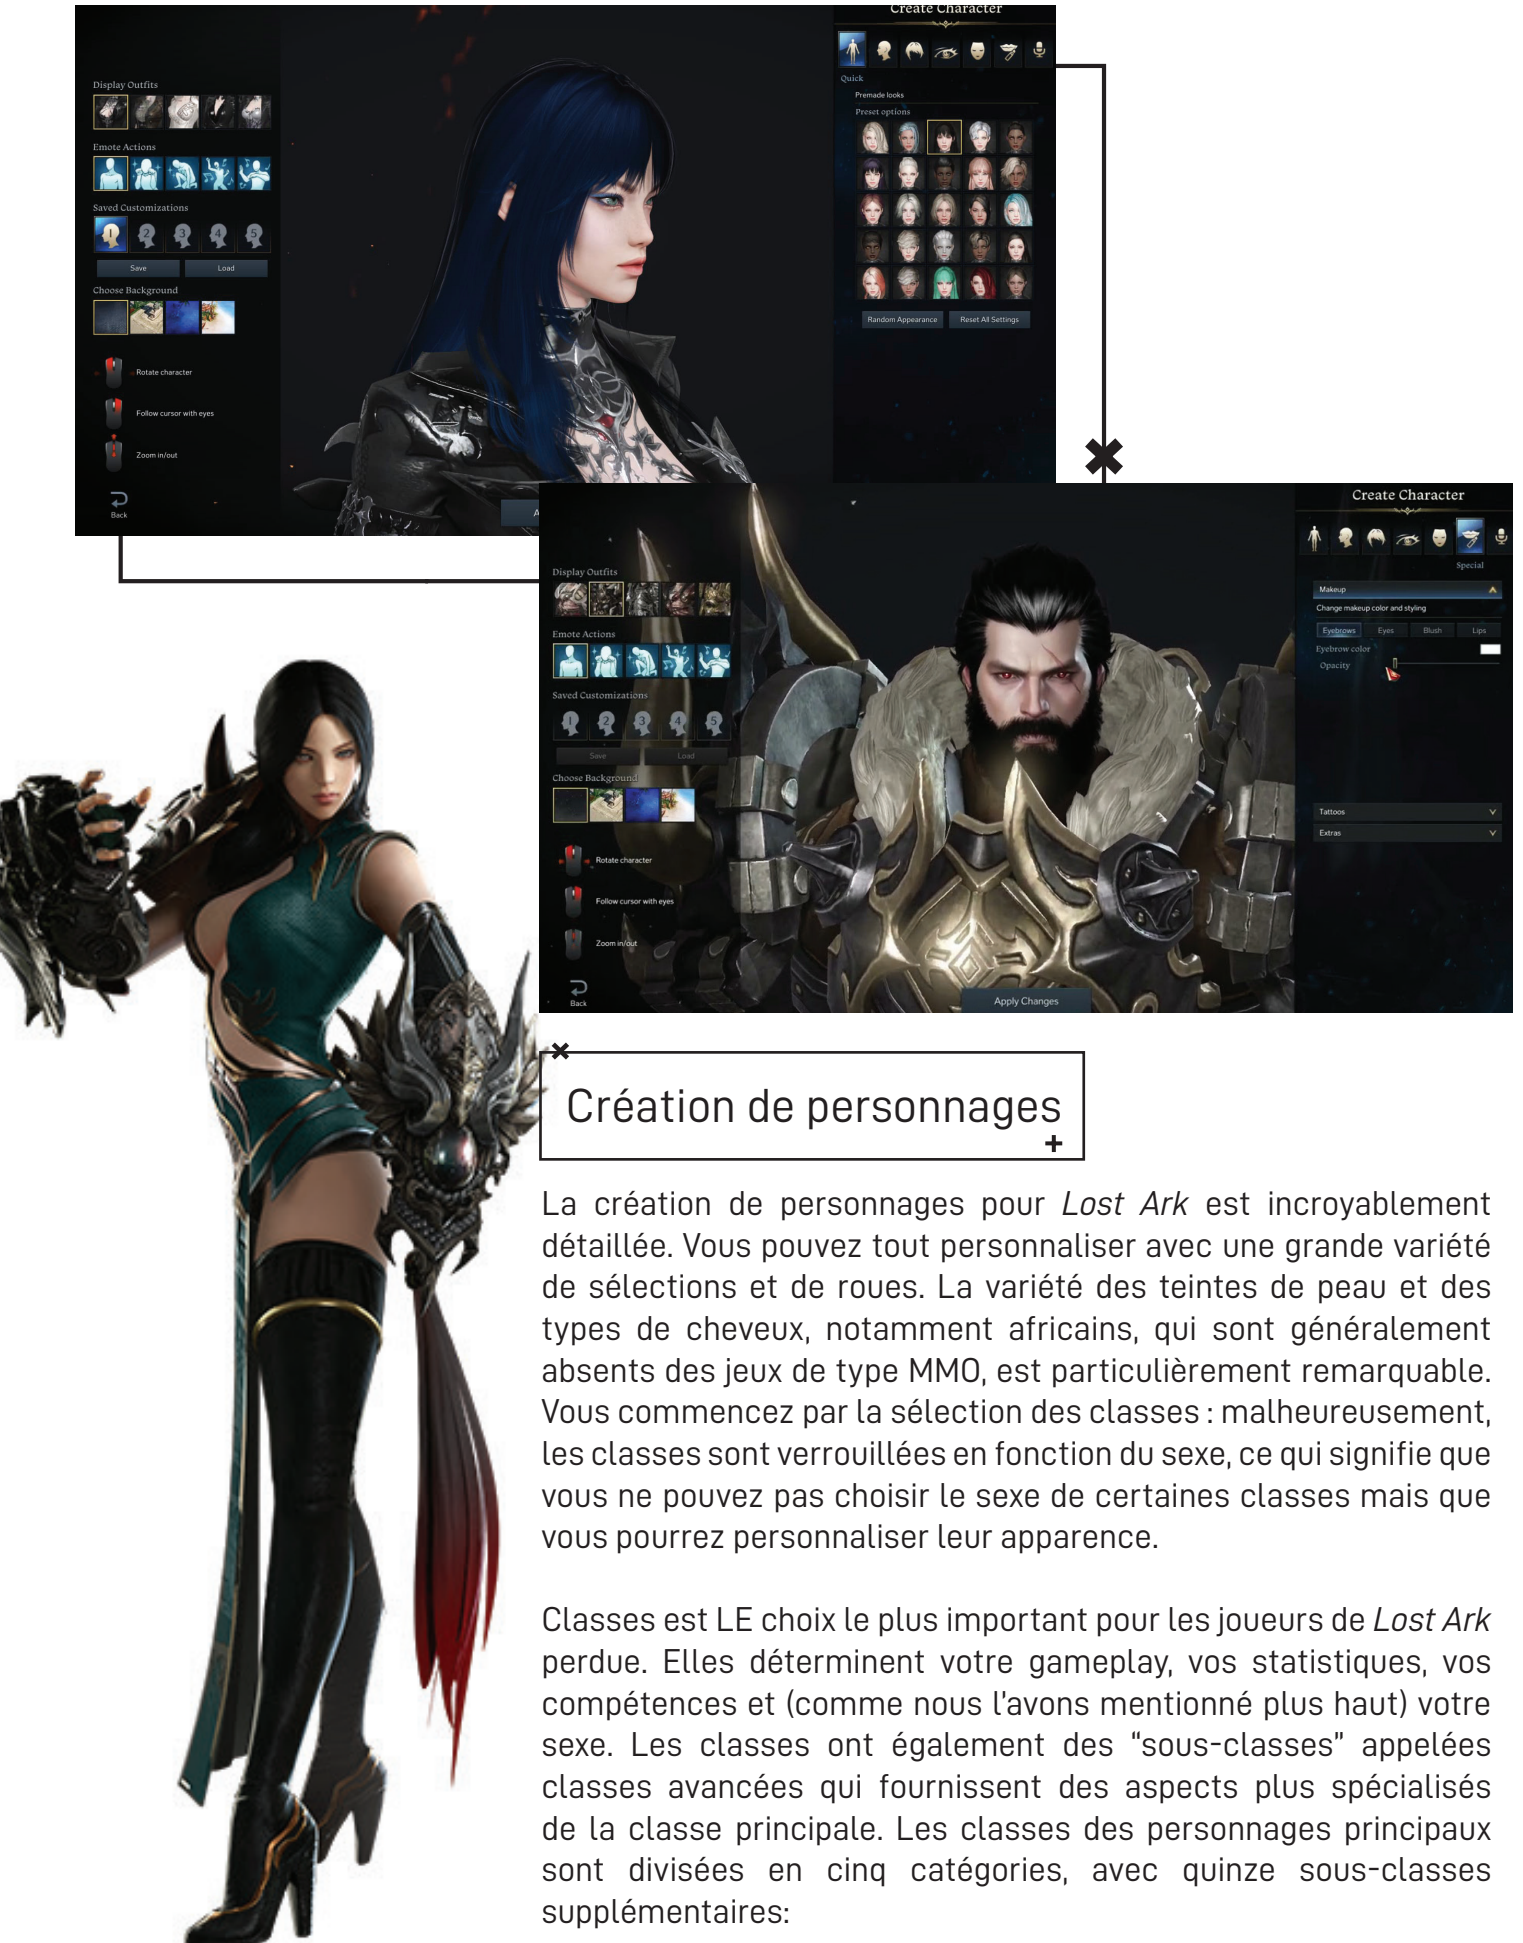 Create Character
Display Outfits
Emote Actions
Saved Customizations
1 2 3 4 5
Save Load
Choose Background
Rotate character
Follow cursor with eyes
Zoom in/out
Back
A
Quick
Premade looks
Preset options
Random Appearance Reset All Settings
Create Character
Special
Makeup
Change makeup color and styling
Eyebrows Eyes Blush Lips
Eyebrow color
Opacity
Tattoos
Extras
Display Outfits
Emote Actions
Saved Customizations
1 2 3 4 5
Save Load
Choose Background
Rotate character
Follow cursor with eyes
Zoom in/out
Back
Apply Changes
Création de personnages
La création de personnages pour Lost Ark est incroyablement
détaillée. Vous pouvez tout personnaliser avec une grande variété
de sélections et de roues. La variété des teintes de peau et des
types de cheveux, notamment africains, qui sont généralement
absents des jeux de type MMO, est particulièrement remarquable.
Vous commencez par la sélection des classes : malheureusement,
les classes sont verrouillées en fonction du sexe, ce qui signifie que
vous ne pouvez pas choisir le sexe de certaines classes mais que
vous pourrez personnaliser leur apparence.
Classes est LE choix le plus important pour les joueurs de Lost Ark
perdue. Elles déterminent votre gameplay, vos statistiques, vos
compétences et (comme nous l'avons mentionné plus haut) votre
sexe. Les classes ont également des “sous-classes” appelées
classes avancées qui fournissent des aspects plus spécialisés
de la classe principale. Les classes des personnages principaux
sont divisées en cinq catégories, avec quinze sous-classes
supplémentaires: